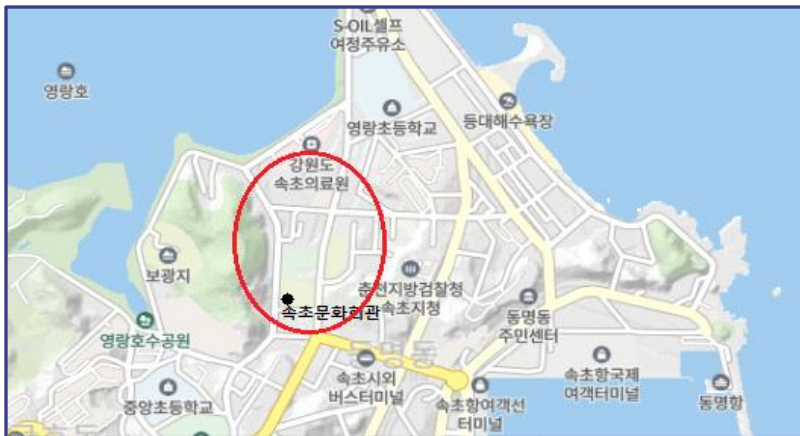 S-OIL셀프
여정주유소
영랑호
영랑초등학교
등대해수욕장
강원도
속초의료원
보광지
춘천지방검찰청
속초지청
속초문화회관
동명동
주민센터
영랑호수공원
동명동
속초시외
버스터미널
속초항국제
여객터미널
중앙초등학교
속초항여객선
터미널
동명항